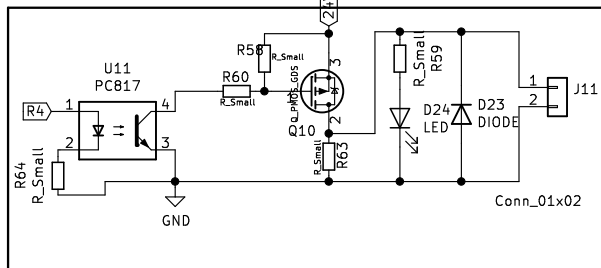 R58
R_Small
3
U11
PC817
R60
R_Small
Q_PMOS_GDS
Q10
2
R_Small
R63
R_Small
R59
D24
LED
D23
DIODE
1
2
J11
Conn_01x02
R4
1
2
4
3
R64
R_Small
GND